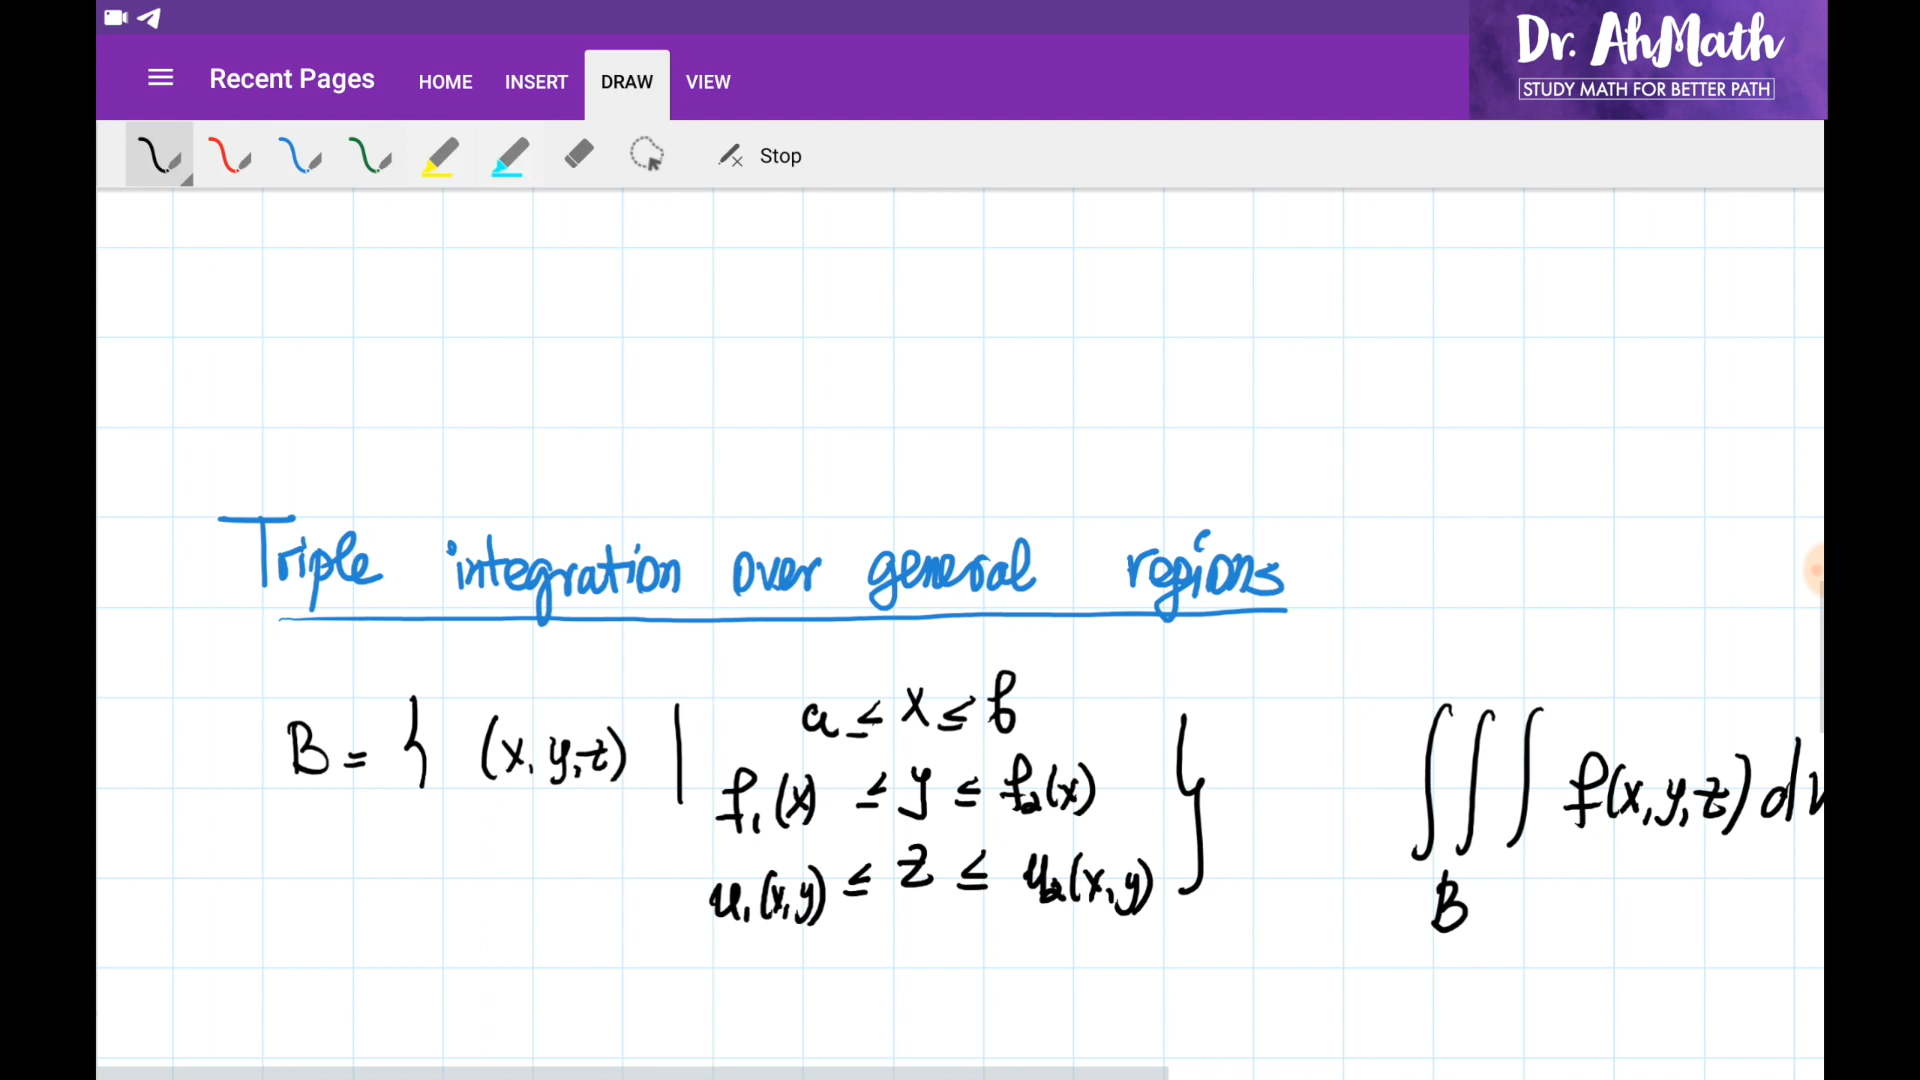 Dr. AhMath
STUDY MATH FOR BETTER PATH
Recent Pages HOME INSERT DRAW VIEW
Stop
Triple integration over general regions
B = { (x, y, z) | a ≤ x ≤ b
f₁(x) ≤ y ≤ f₂(x)
u₁(x,y) ≤ z ≤ u₂(x,y) }
∭ f(x,y,z) dv
B